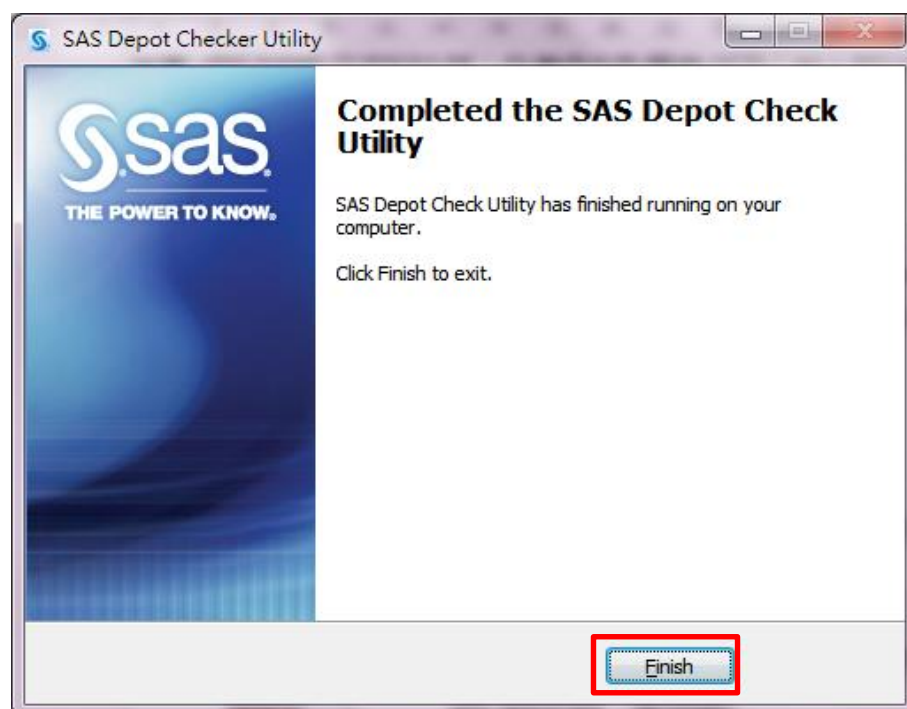 SAS Depot Checker Utility
sas
THE POWER TO KNOW®
Completed the SAS Depot Check
Utility
SAS Depot Check Utility has finished running on your
computer.
Click Finish to exit.
Finish